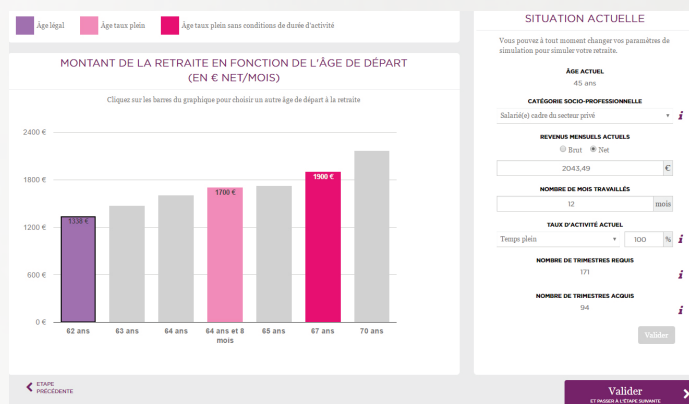 Âge légal
Âge taux plein
Âge taux plein sans conditions de durée d'activité
MONTANT DE LA RETRAITE EN FONCTION DE L'ÂGE DE DÉPART
(EN € NET/MOIS)
Cliquez sur les barres du graphique pour choisir un autre âge de départ à la retraite
2400 €
1800 €
1200 €
600 €
0 €
1700 €
1900 €
62 ans
63 ans
64 ans
64 ans et 8
mois
65 ans
67 ans
70 ans
ETAPE
PRÉCÉDENTE
SITUATION ACTUELLE
Vous pouvez à tout moment changer vos paramètres de
simulation pour simuler votre retraite.
ÂGE ACTUEL
45 ans
CATÉGORIE SOCIO-PROFESSIONNELLE
Salarié(e) cadre du secteur privé
i
REVENUS MENSUELS ACTUELS
Brut Net
2043,49 €
NOMBRE DE MOIS TRAVAILLÉS
12 mois
TAUX D'ACTIVITÉ ACTUEL
Temps plein 100 % i
NOMBRE DE TRIMESTRES REQUIS
171
i
NOMBRE DE TRIMESTRES ACQUIS
94
i
Valider
Valider
ET PASSER À L'ÉTAPE SUIVANTE